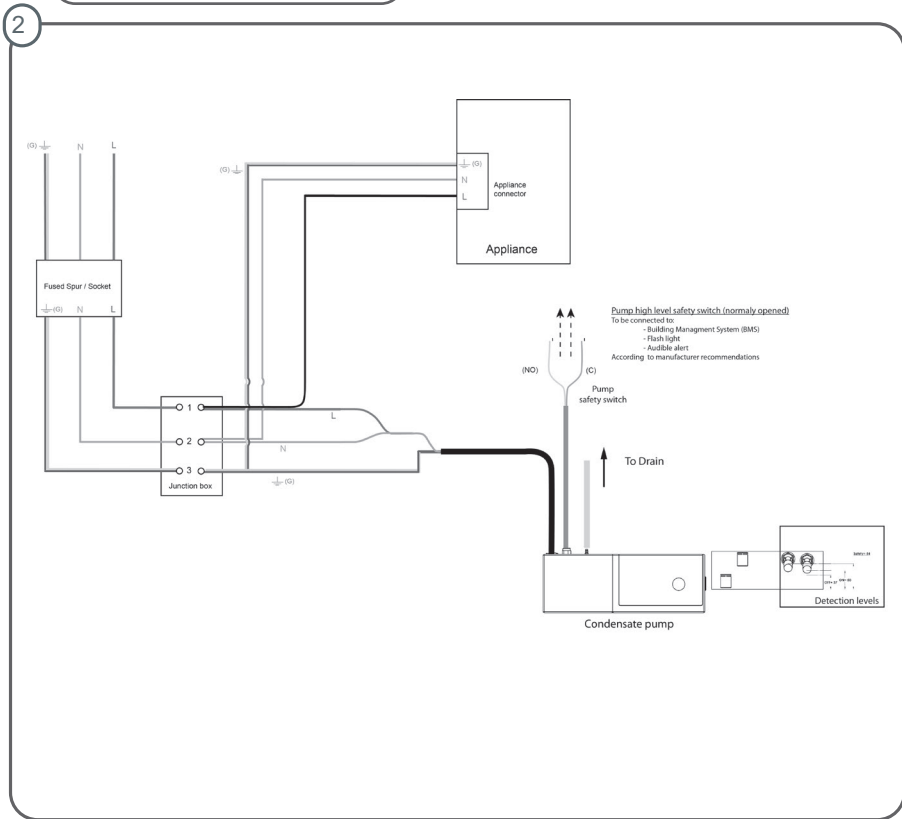 2
(G) N L
Fused Spur / Socket
(G) N L
(G)
(G)
N
L
Appliance
connector
Appliance
Pump high level safety switch (normaly opened)
To be connected to:
- Building Managment System (BMS)
- Flash light
- Audible alert
According to manufacturer recommendations
(NO)
(C)
Pump
safety switch
1
L
2
N
3
Junction box
(G)
To Drain
Condensate pump
Detection levels